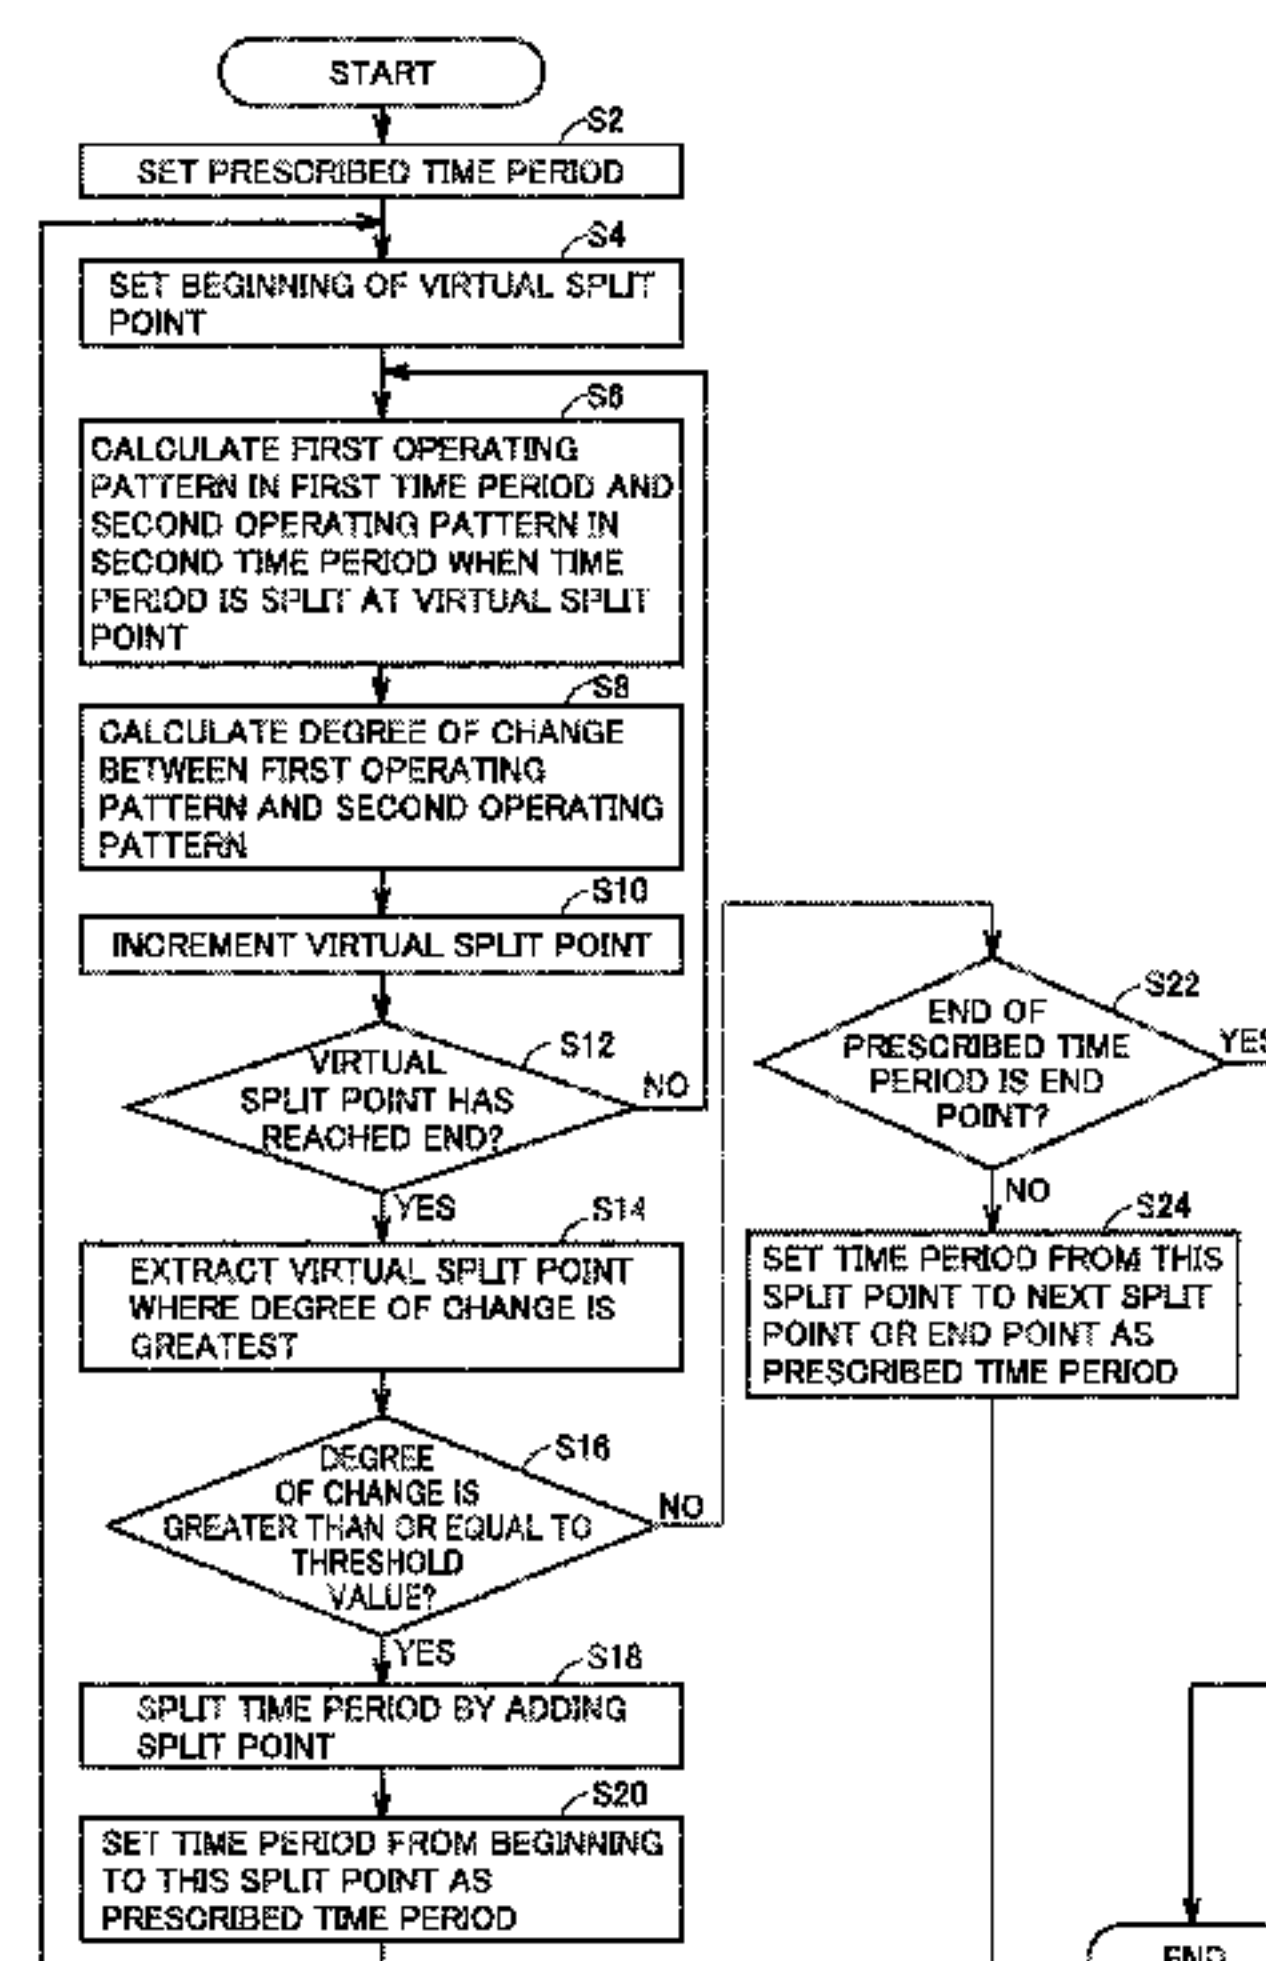 START
S2
SET PRESCRIBED TIME PERIOD
S4
SET BEGINNING OF VIRTUAL SPLIT
POINT
S6
CALCULATE FIRST OPERATING
PATTERN IN FIRST TIME PERIOD AND
SECOND OPERATING PATTERN IN
SECOND TIME PERIOD WHEN TIME
PERIOD IS SPLIT AT VIRTUAL SPLIT
POINT
S8
CALCULATE DEGREE OF CHANGE
BETWEEN FIRST OPERATING
PATTERN AND SECOND OPERATING
PATTERN
S10
INCREMENT VIRTUAL SPLIT POINT
S12
VIRTUAL
SPLIT POINT HAS
REACHED END?
NO
YES
S14
EXTRACT VIRTUAL SPLIT POINT
WHERE DEGREE OF CHANGE IS
GREATEST
S16
DEGREE
OF CHANGE IS
GREATER THAN OR EQUAL TO
THRESHOLD
VALUE?
NO
YES
S18
SPLIT TIME PERIOD BY ADDING
SPLIT POINT
S20
SET TIME PERIOD FROM BEGINNING
TO THIS SPLIT POINT AS
PRESCRIBED TIME PERIOD
S22
END OF
PRESCRIBED TIME
PERIOD IS END
POINT?
YES
NO
S24
SET TIME PERIOD FROM THIS
SPLIT POINT TO NEXT SPLIT
POINT OR END POINT AS
PRESCRIBED TIME PERIOD
END